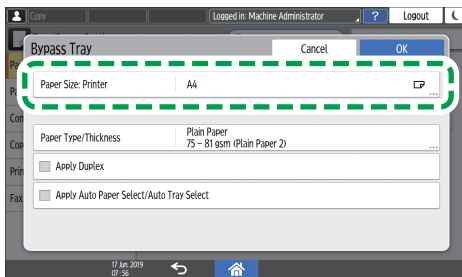 Copy
Logged in: Machine Administrator
?
Logout
Bypass Tray
Cancel
OK
Paper Size: Printer
A4
Paper Type/Thickness
Plain Paper
75 – 81 gsm (Plain Paper 2)
Apply Duplex
Apply Auto Paper Select/Auto Tray Select
Fax
17 Jun. 2019
07 :56